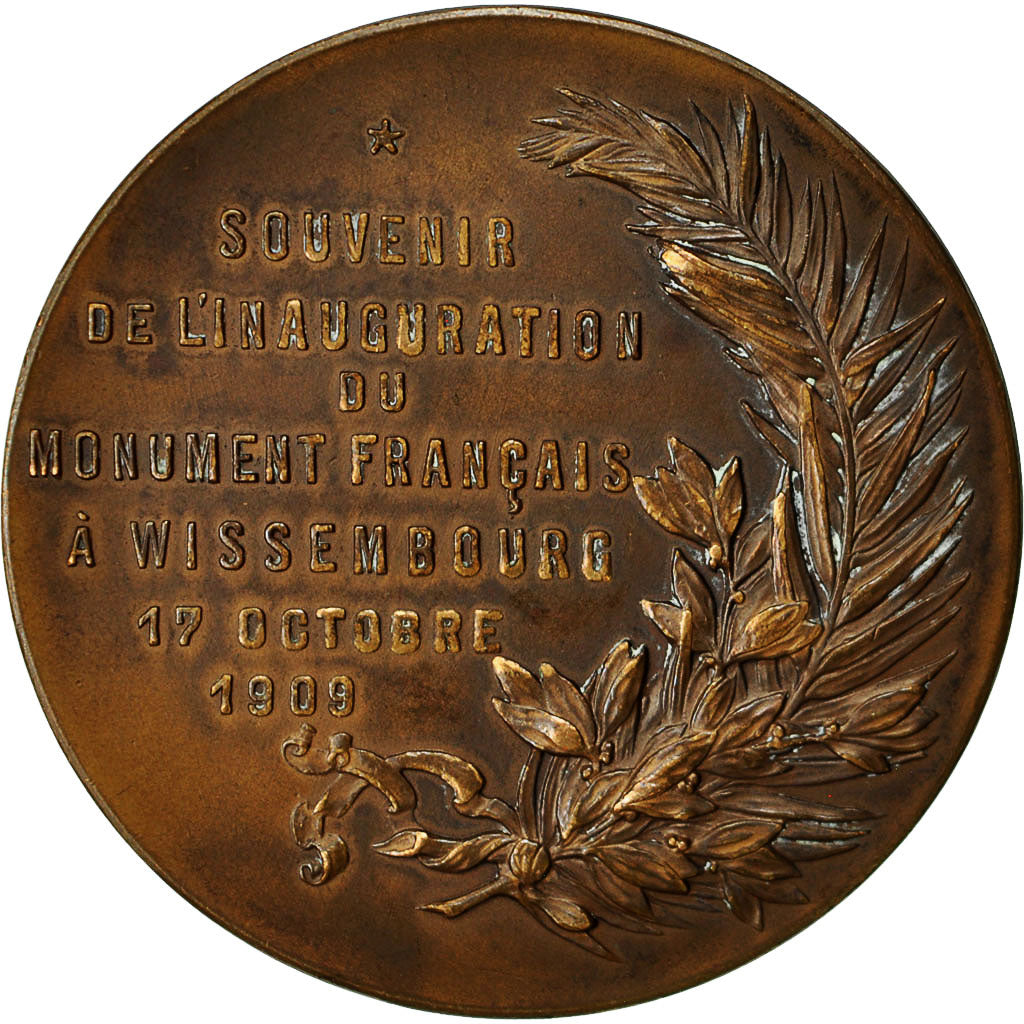 SOUVENIR
DE L'INAUGURATION
DU
MONUMENT FRANÇAIS
À WISSEMBOURG
17 OCTOBRE
1909